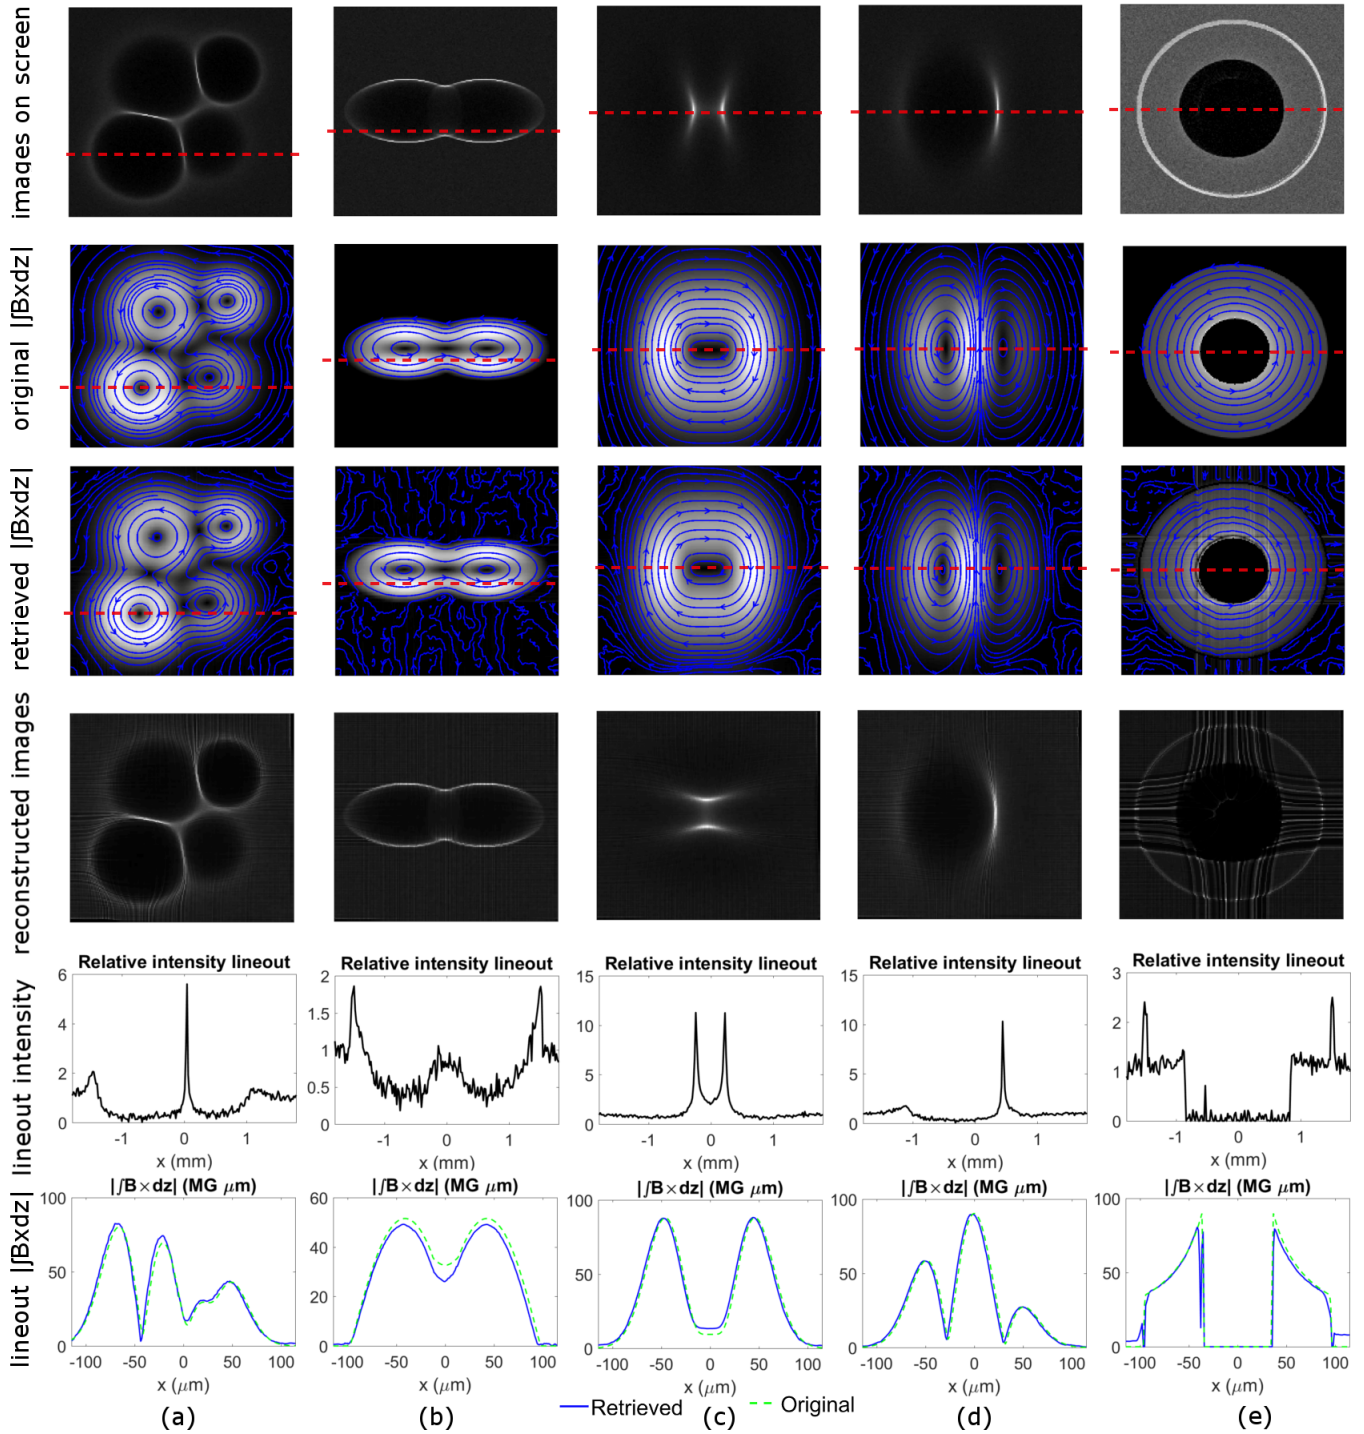 images on screen
original |∫Bxdz|
retrieved |∫Bxdz|
reconstructed images
lineout intensity
Relative intensity lineout
6
4
2
0
-1
0
1
x (mm)
Relative intensity lineout
2
1.5
1
0.5
0
-1
0
1
x (mm)
Relative intensity lineout
15
10
5
0
-1
0
1
x (mm)
Relative intensity lineout
15
10
5
0
-1
0
1
x (mm)
Relative intensity lineout
3
2
1
0
-1
0
1
x (mm)
lineout |∫Bxdz|
|∫B×dz| (MG μm)
100
50
0
-100
-50
0
50
100
x (μm)
|∫B×dz| (MG μm)
60
40
20
0
-100
-50
0
50
100
x (μm)
|∫B×dz| (MG μm)
100
50
0
-100
-50
0
50
100
x (μm)
|∫B×dz| (MG μm)
100
50
0
-100
-50
0
50
100
x (μm)
|∫B×dz| (MG μm)
100
50
0
-100
-50
0
50
100
x (μm)
Retrieved
Original
(a)
(b)
(c)
(d)
(e)